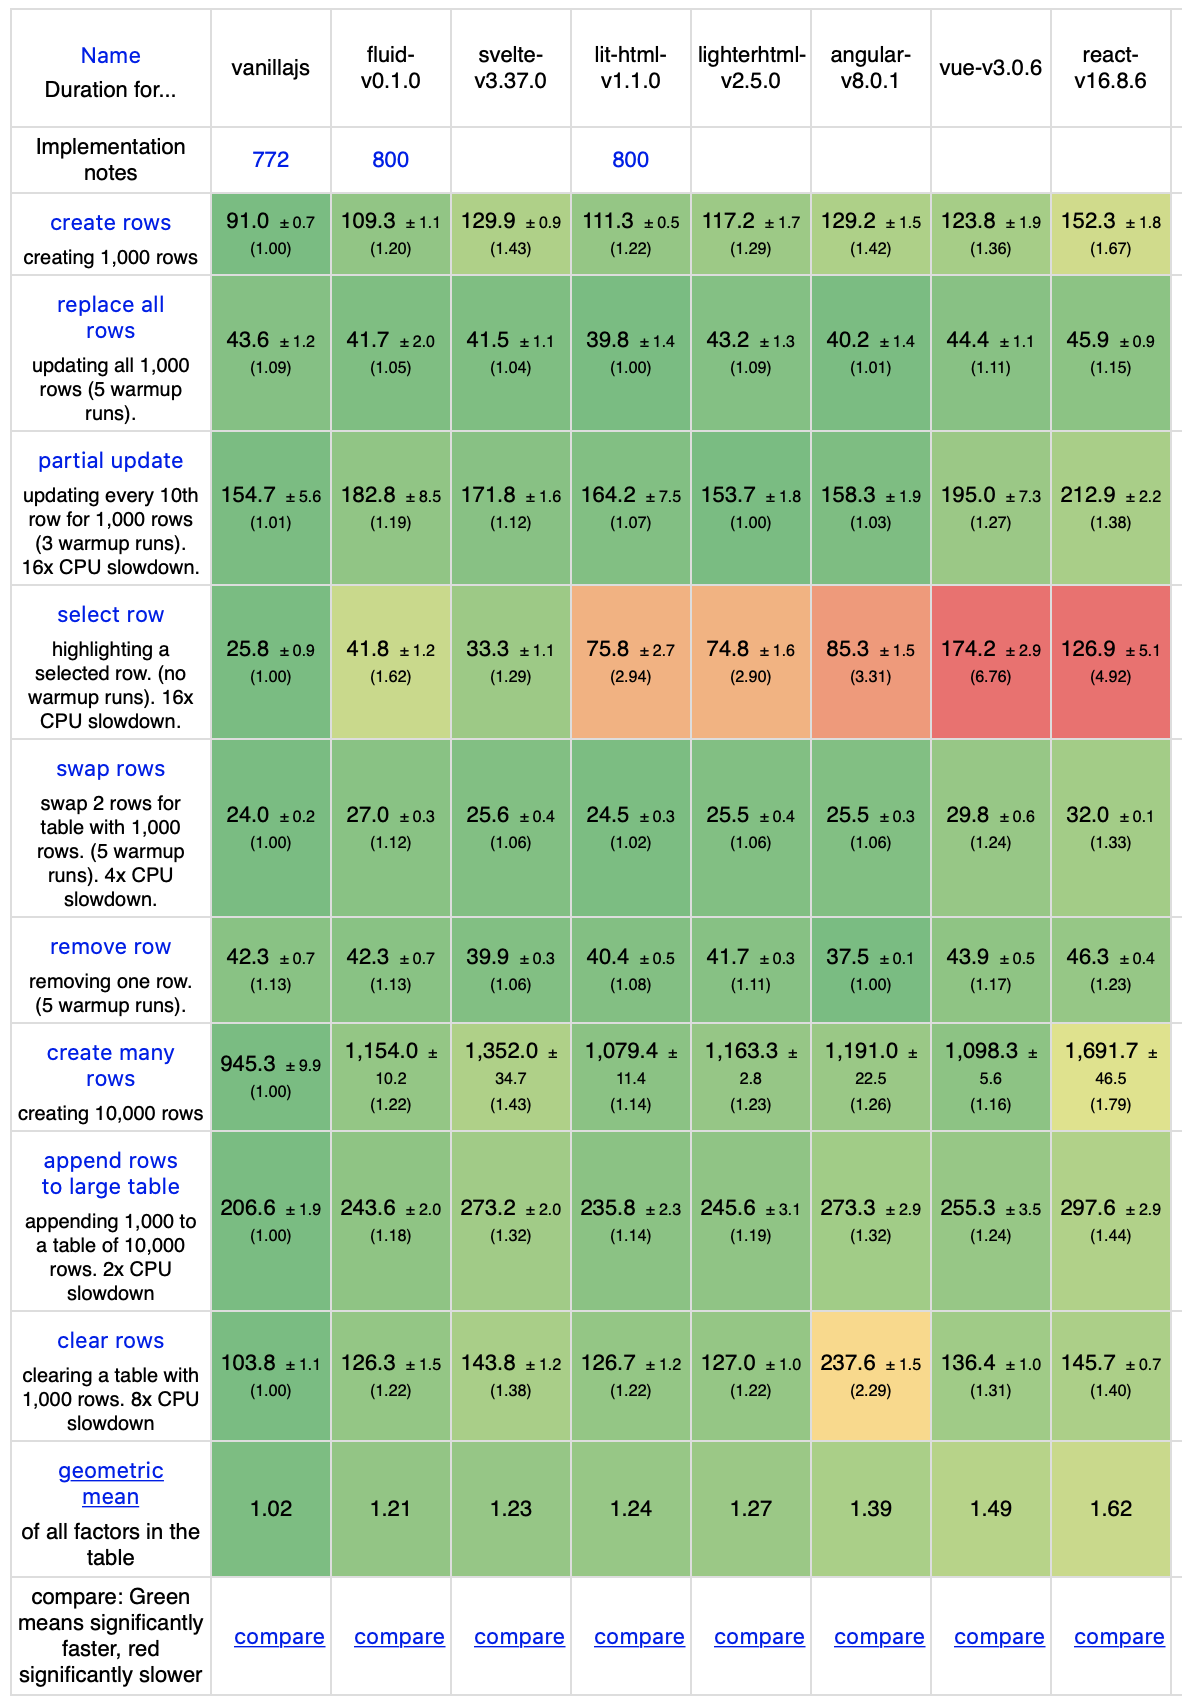 Name
Duration for...
vanillajs
fluid-
v0.1.0
svelte-
v3.37.0
lit-html-
v1.1.0
lighterhtml-
v2.5.0
angular-
v8.0.1
vue-v3.0.6
react-
v16.8.6
Implementation
notes
772
800
800
create rows
creating 1,000 rows
91.0 ± 0.7
(1.00)
109.3 ± 1.1
(1.20)
129.9 ± 0.9
(1.43)
111.3 ± 0.5
(1.22)
117.2 ± 1.7
(1.29)
129.2 ± 1.5
(1.42)
123.8 ± 1.9
(1.36)
152.3 ± 1.8
(1.67)
replace all
rows
updating all 1,000
rows (5 warmup
runs).
43.6 ± 1.2
(1.09)
41.7 ± 2.0
(1.05)
41.5 ± 1.1
(1.04)
39.8 ± 1.4
(1.00)
43.2 ± 1.3
(1.09)
40.2 ± 1.4
(1.01)
44.4 ± 1.1
(1.11)
45.9 ± 0.9
(1.15)
partial update
updating every 10th
row for 1,000 rows
(3 warmup runs).
16x CPU slowdown.
154.7 ± 5.6
(1.01)
182.8 ± 8.5
(1.19)
171.8 ± 1.6
(1.12)
164.2 ± 7.5
(1.07)
153.7 ± 1.8
(1.00)
158.3 ± 1.9
(1.03)
195.0 ± 7.3
(1.27)
212.9 ± 2.2
(1.38)
select row
highlighting a
selected row. (no
warmup runs). 16x
CPU slowdown.
25.8 ± 0.9
(1.00)
41.8 ± 1.2
(1.62)
33.3 ± 1.1
(1.29)
75.8 ± 2.7
(2.94)
74.8 ± 1.6
(2.90)
85.3 ± 1.5
(3.31)
174.2 ± 2.9
(6.76)
126.9 ± 5.1
(4.92)
swap rows
swap 2 rows for
table with 1,000
rows. (5 warmup
runs). 4x CPU
slowdown.
24.0 ± 0.2
(1.00)
27.0 ± 0.3
(1.12)
25.6 ± 0.4
(1.06)
24.5 ± 0.3
(1.02)
25.5 ± 0.4
(1.06)
25.5 ± 0.3
(1.06)
29.8 ± 0.6
(1.24)
32.0 ± 0.1
(1.33)
remove row
removing one row.
(5 warmup runs).
42.3 ± 0.7
(1.13)
42.3 ± 0.7
(1.13)
39.9 ± 0.3
(1.06)
40.4 ± 0.5
(1.08)
41.7 ± 0.3
(1.11)
37.5 ± 0.1
(1.00)
43.9 ± 0.5
(1.17)
46.3 ± 0.4
(1.23)
create many
rows
creating 10,000 rows
945.3 ± 9.9
(1.00)
1,154.0 ±
10.2
(1.22)
1,352.0 ±
34.7
(1.43)
1,079.4 ±
11.4
(1.14)
1,163.3 ±
2.8
(1.23)
1,191.0 ±
22.5
(1.26)
1,098.3 ±
5.6
(1.16)
1,691.7 ±
46.5
(1.79)
append rows
to large table
appending 1,000 to
a table of 10,000
rows. 2x CPU
slowdown
206.6 ± 1.9
(1.00)
243.6 ± 2.0
(1.18)
273.2 ± 2.0
(1.32)
235.8 ± 2.3
(1.14)
245.6 ± 3.1
(1.19)
273.3 ± 2.9
(1.32)
255.3 ± 3.5
(1.24)
297.6 ± 2.9
(1.44)
clear rows
clearing a table with
1,000 rows. 8x CPU
slowdown
103.8 ± 1.1
(1.00)
126.3 ± 1.5
(1.22)
143.8 ± 1.2
(1.38)
126.7 ± 1.2
(1.22)
127.0 ± 1.0
(1.22)
237.6 ± 1.5
(2.29)
136.4 ± 1.0
(1.31)
145.7 ± 0.7
(1.40)
geometric
mean
of all factors in the
table
1.02
1.21
1.23
1.24
1.27
1.39
1.49
1.62
compare: Green
means significantly
faster, red
significantly slower
compare
compare
compare
compare
compare
compare
compare
compare